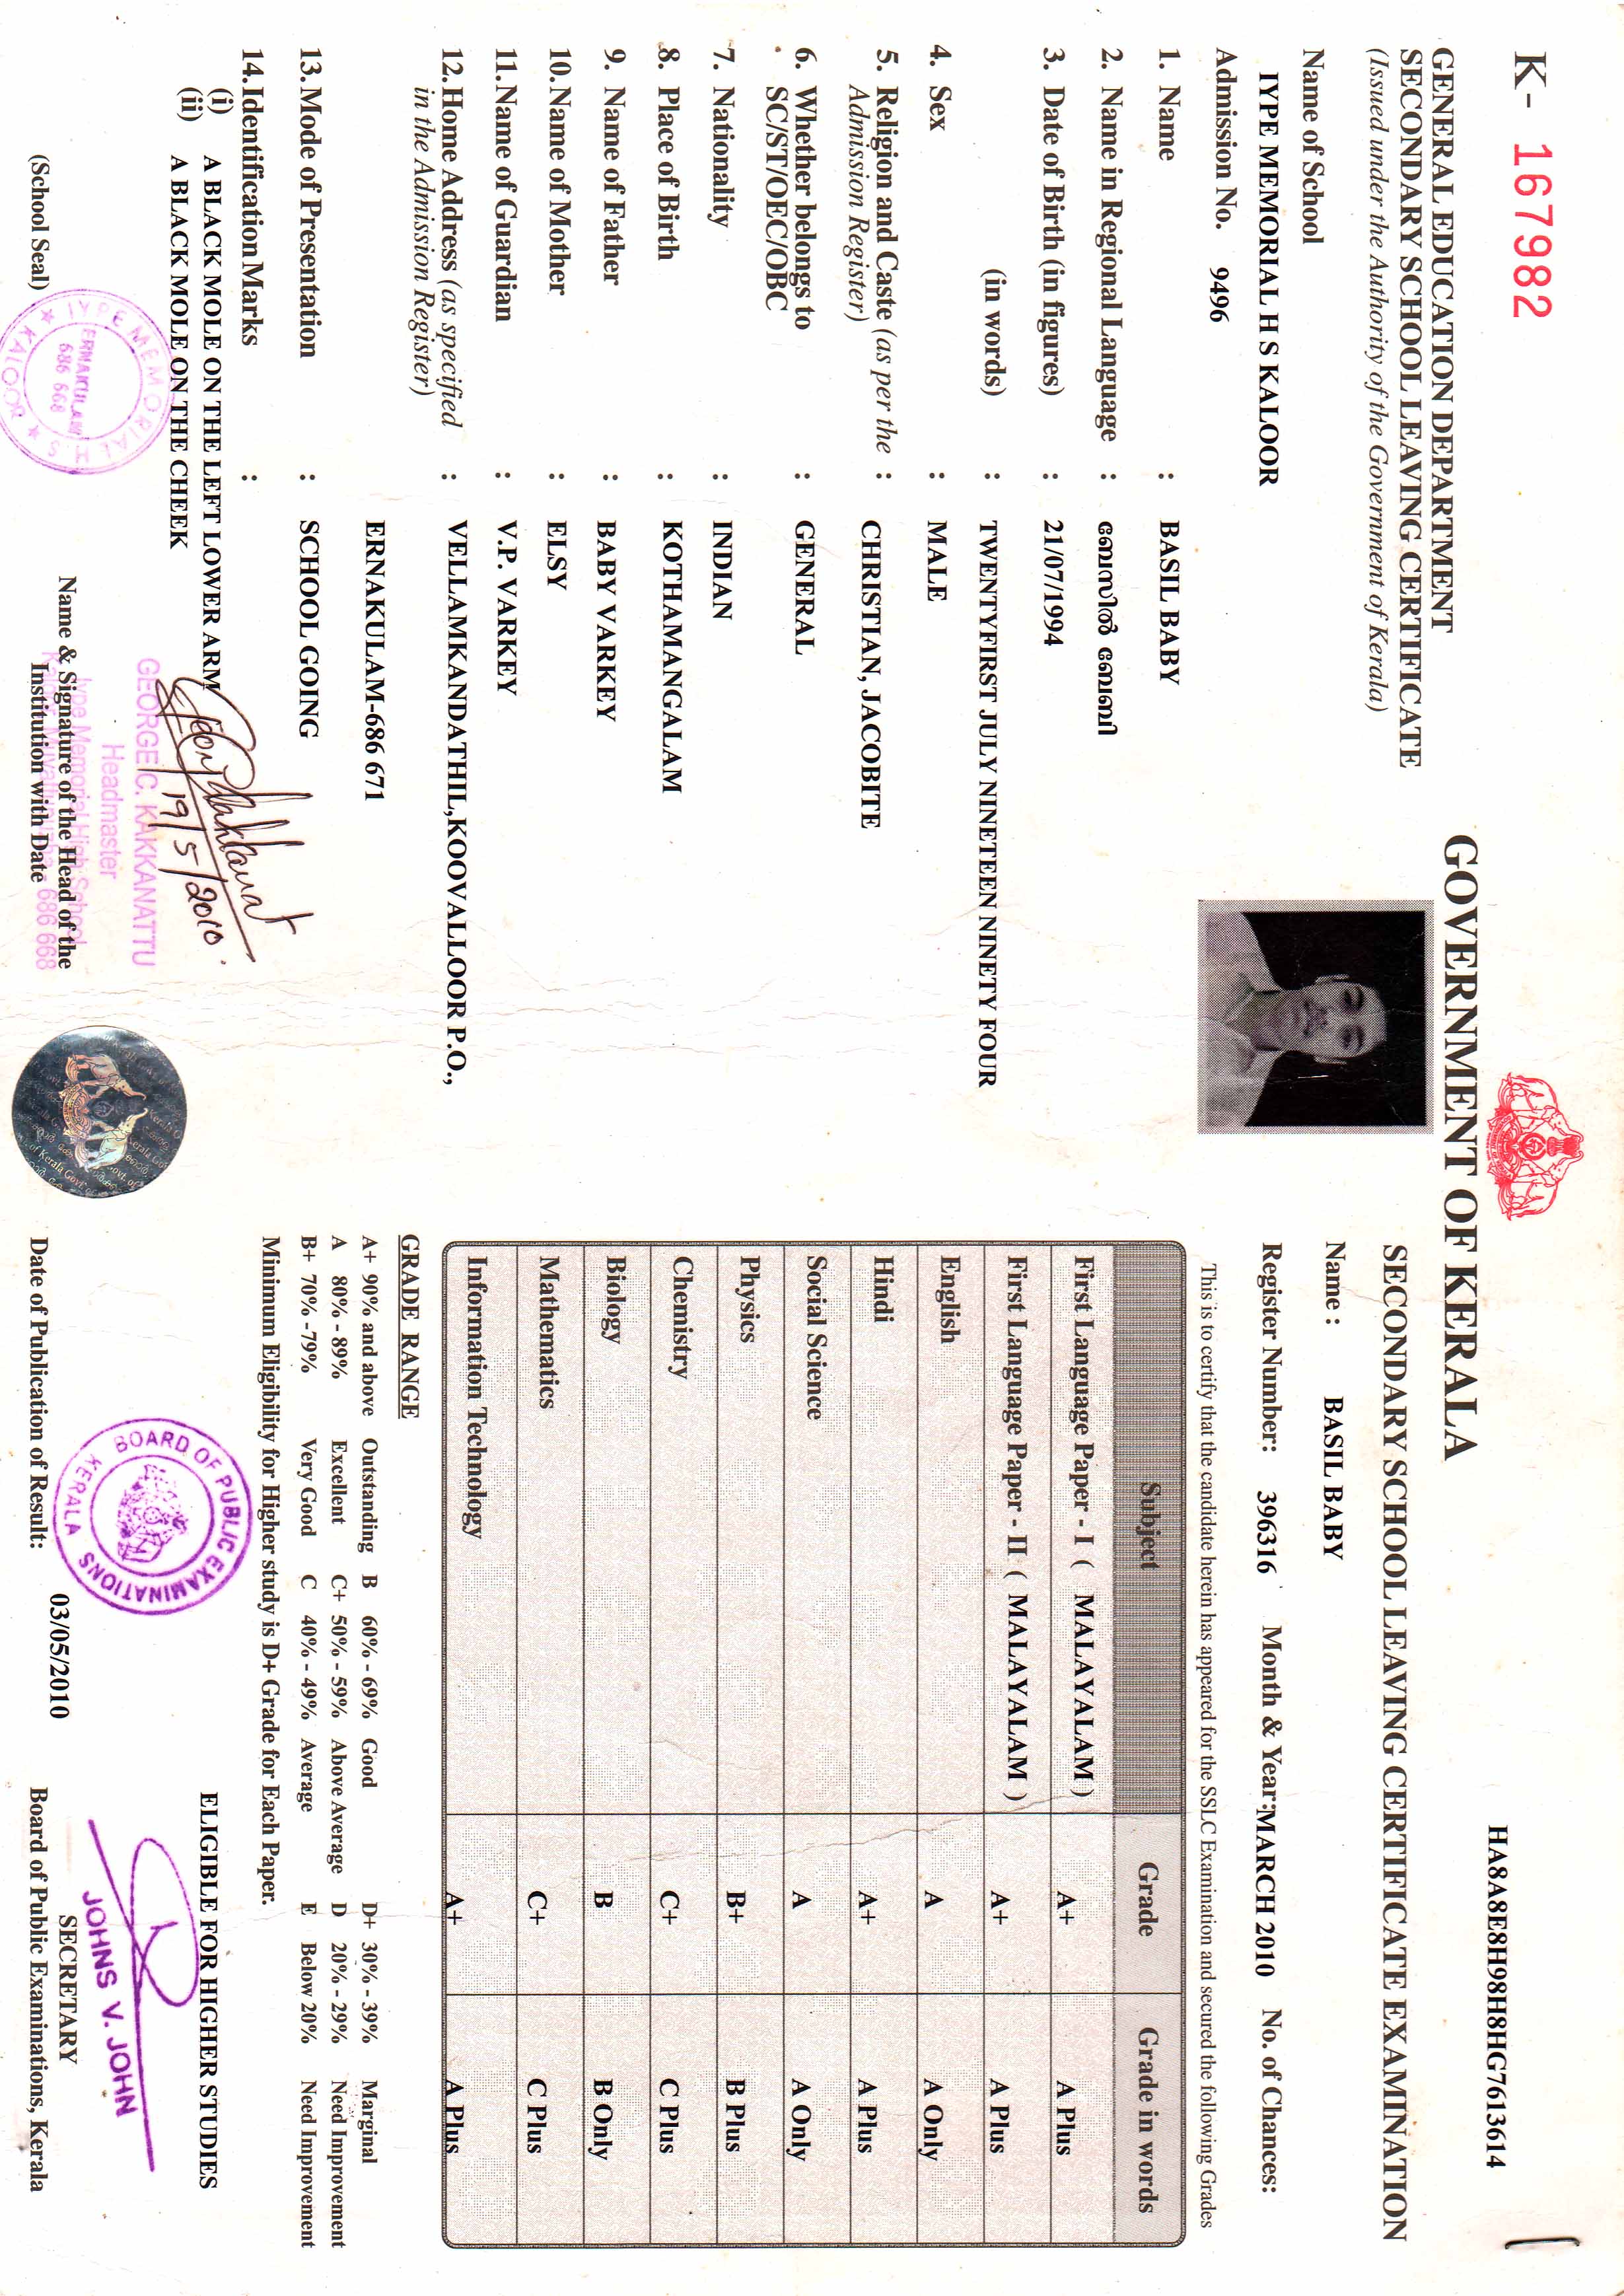 K- 167982
HA8A8E8H98H8HG7613614
GOVERNMENT OF KERALA
GENERAL EDUCATION DEPARTMENT
SECONDARY SCHOOL LEAVING CERTIFICATE
(Issued under the Authority of the Government of Kerala)
Name of School
IYPE MEMORIAL H S KALOOR
Admission No. 9496
1. Name : BASIL BABY
2. Name in Regional Language : ബേസിൽ ബേബി
3. Date of Birth (in figures) : 21/07/1994
(in words) : TWENTYFIRST JULY NINETEEN NINETY FOUR
4. Sex : MALE
5. Religion and Caste (as per the : CHRISTIAN, JACOBITE
Admission Register)
6. Whether belongs to : GENERAL
SC/ST/OEC/OBC
7. Nationality : INDIAN
8. Place of Birth : KOTHAMANGALAM
9. Name of Father : BABY VARKEY
10. Name of Mother : ELSY
11. Name of Guardian : V.P. VARKEY
12. Home Address (as specified : VELLAMKANDATHIL,KOOVALLOOR P.O.,
in the Admission Register)
ERNAKULAM-686 671
13. Mode of Presentation : SCHOOL GOING
14. Identification Marks :
(i) A BLACK MOLE ON THE LEFT LOWER ARM
(ii) A BLACK MOLE ON THE CHEEK
19/5/2010
GEORGE C. KAKKANATTU
Headmaster
Iype Memorial High School
Kaloor, Muvattupuzha - 686 668
Name & Signature of the Head of the
Institution with Date
IYPE MEMORIAL H S
ERNAKULAM
686 668
KALOOR
(School Seal)
SECONDARY SCHOOL LEAVING CERTIFICATE EXAMINATION
Name : BASIL BABY
Register Number: 396316 Month & Year: MARCH 2010 No. of Chances:
This is to certify that the candidate herein has appeared for the SSLC Examination and secured the following Grades
Subject Grade Grade in words
First Language Paper - I ( MALAYALAM ) A+ A Plus
First Language Paper - II ( MALAYALAM ) A+ A Plus
English A A Only
Hindi A+ A Plus
Social Science A A Only
Physics B+ B Plus
Chemistry C+ C Plus
Biology B B Only
Mathematics C+ C Plus
Information Technology A+ A Plus
GRADE RANGE
A+ 90% and above Outstanding B 60% - 69% Good D+ 30% - 39% Marginal
A 80% - 89% Excellent C+ 50% - 59% Above Average D 20% - 29% Need Improvement
B+ 70% -79% Very Good C 40% - 49% Average E Below 20% Need Improvement
Minimum Eligibility for Higher study is D+ Grade for Each Paper.
BOARD OF PUBLIC EXAMINATIONS
KERALA
ELIGIBLE FOR HIGHER STUDIES
JOHNS V. JOHN
SECRETARY
Board of Public Examinations, Kerala
Date of Publication of Result: 03/05/2010